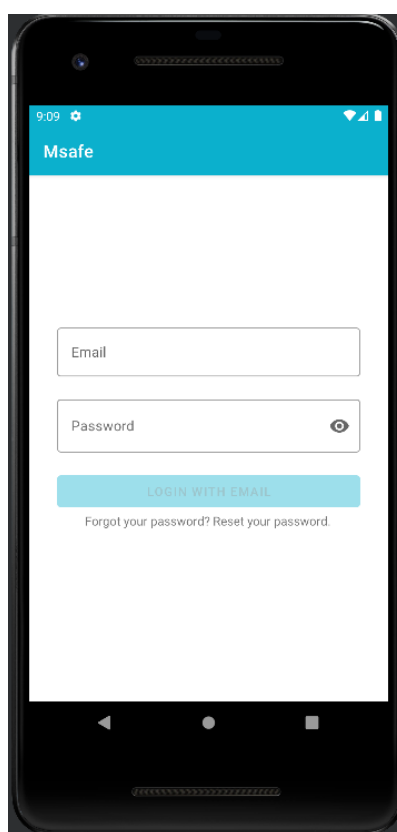 9:09
Msafe
Email
Password
LOGIN WITH EMAIL
Forgot your password? Reset your password.